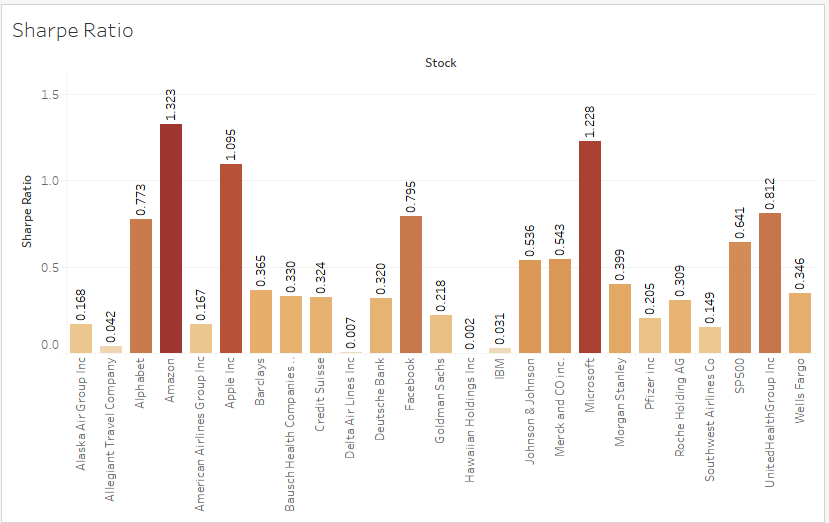 Sharpe Ratio
Stock
Sharpe Ratio
1.5
1.0
0.5
0.0
0.168
0.042
0.773
1.323
0.167
1.095
0.365
0.330
0.324
0.007
0.320
0.795
0.218
0.002
0.031
0.536
0.543
1.228
0.399
0.205
0.309
0.149
0.641
0.812
0.346
Alaska Air Group Inc
Allegiant Travel Company
Alphabet
Amazon
American Airlines Group Inc
Apple Inc
Barclays
Bausch Health Companies ..
Credit Suisse
Delta Air Lines Inc
Deutsche Bank
Facebook
Goldman Sachs
Hawaiian Holdings Inc
IBM
Johnson & Johnson
Merck and CO inc.
Microsoft
Morgan Stanley
Pfizer inc
Roche Holding AG
Southwest Airlines Co
SP500
UnitedHealthGroup Inc
Wells Fargo